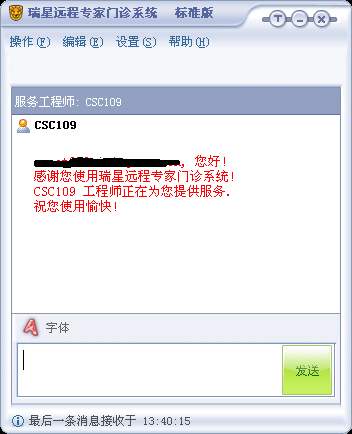 瑞星远程专家门诊系统 标准版
操作(F) 编辑(E) 设置(S) 帮助(H)
服务工程师: CSC109
CSC109
, 您好!
感谢您使用瑞星远程专家门诊系统!
CSC109 工程师正在为您提供服务.
祝您使用愉快!
字体
发送
最后一条消息接收于 13:40:15